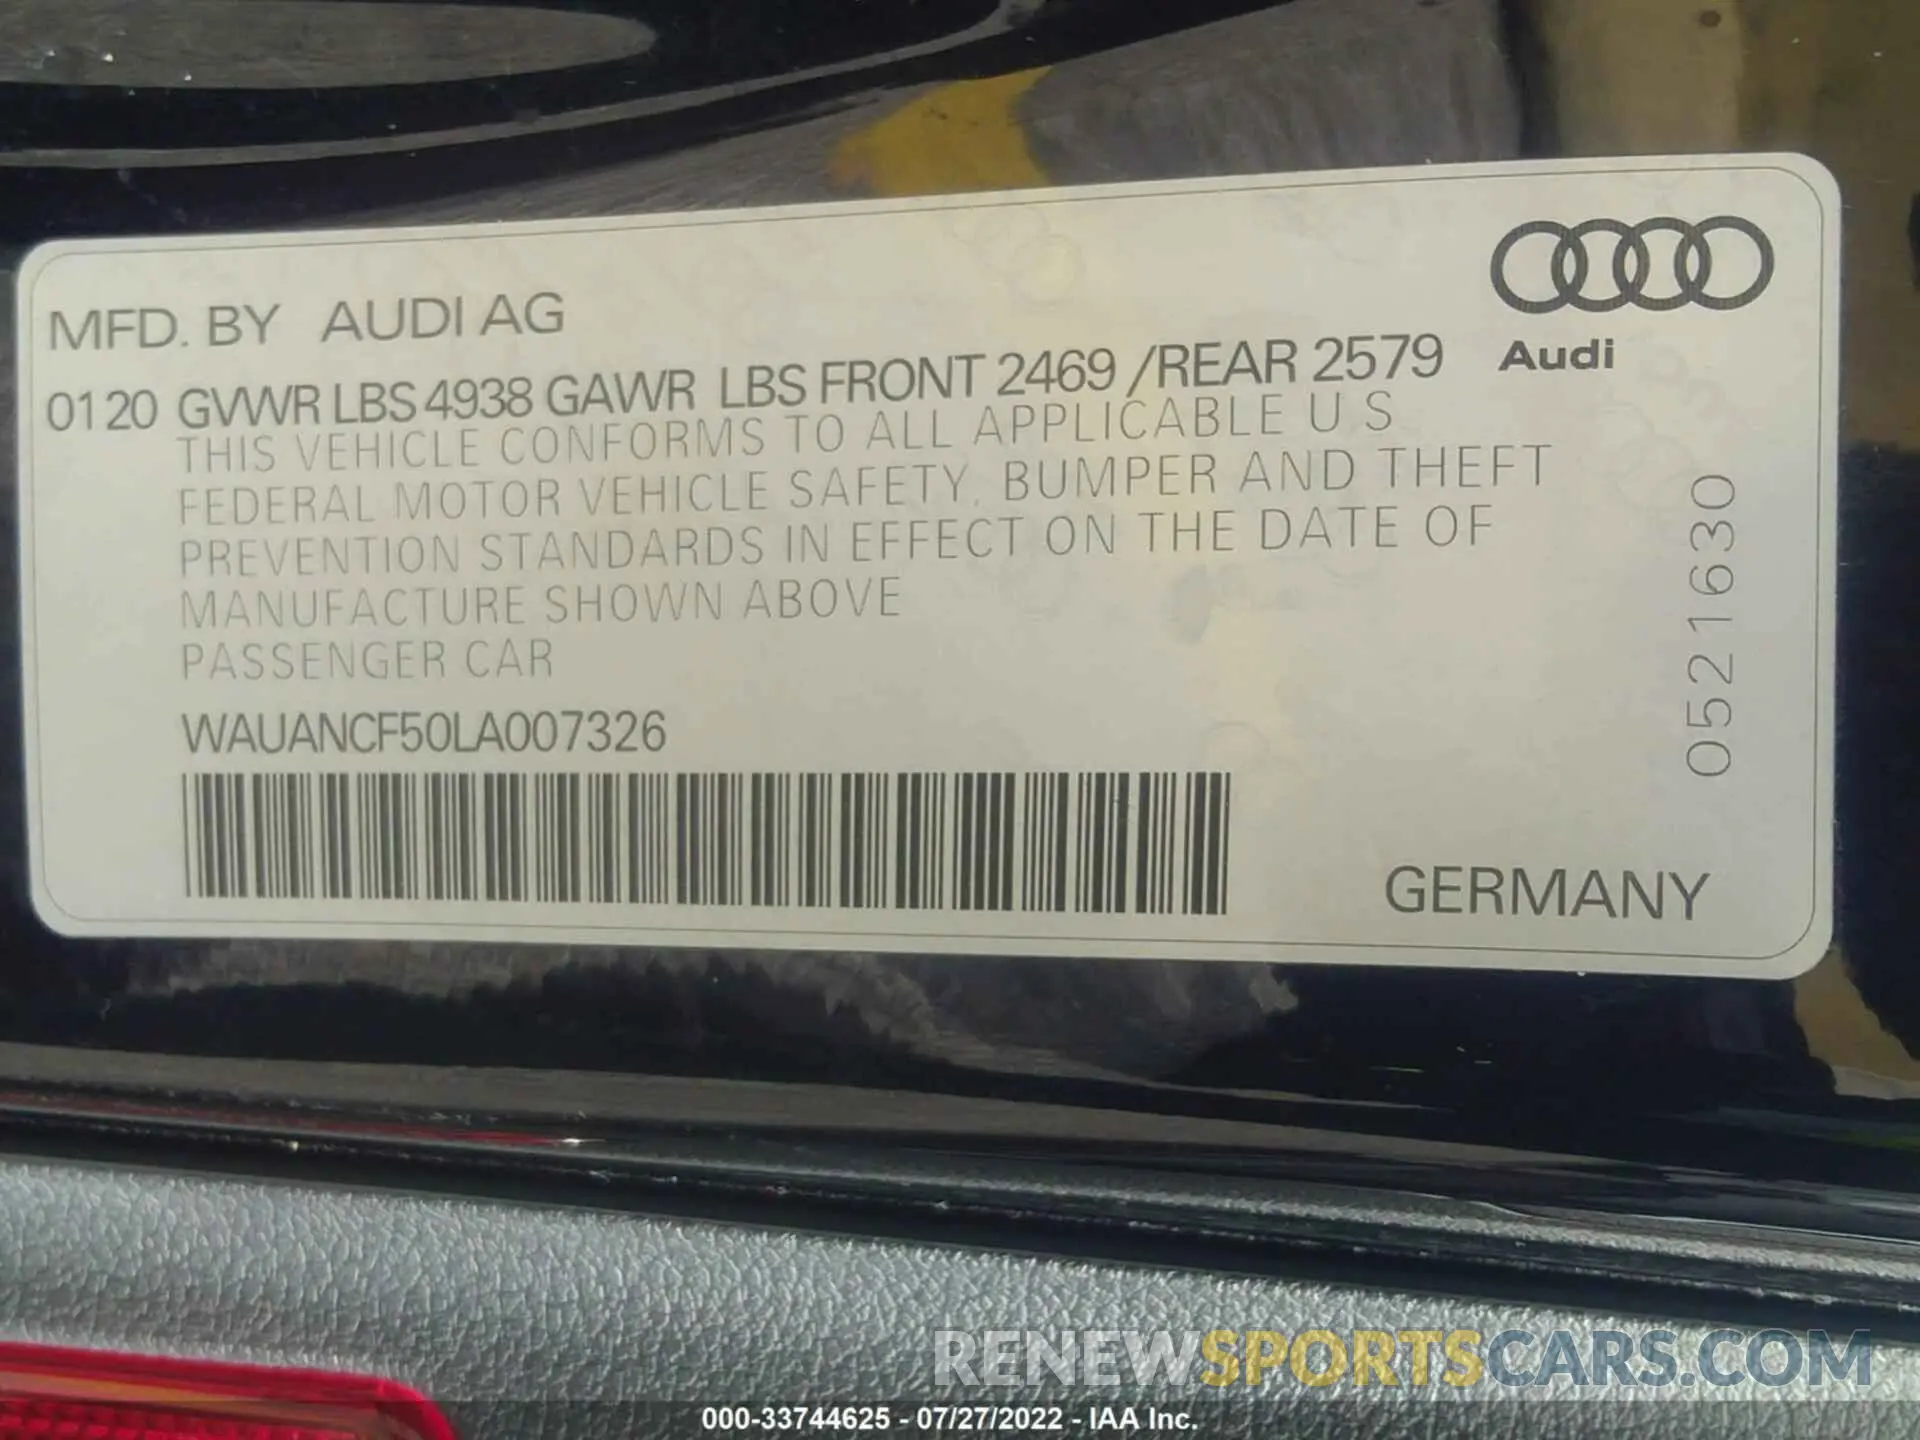 MFD. BY AUDI AG
0120 GVWR LBS 4938 GAWR LBS FRONT 2469 /REAR 2579
Audi
THIS VEHICLE CONFORMS TO ALL APPLICABLE U S
FEDERAL MOTOR VEHICLE SAFETY, BUMPER AND THEFT
PREVENTION STANDARDS IN EFFECT ON THE DATE OF
MANUFACTURE SHOWN ABOVE
PASSENGER CAR
WAUANCF50LA007326
0521630
GERMANY
RENEWSPORTSCARS.COM
000-33744625 - 07/27/2022 - IAA Inc.